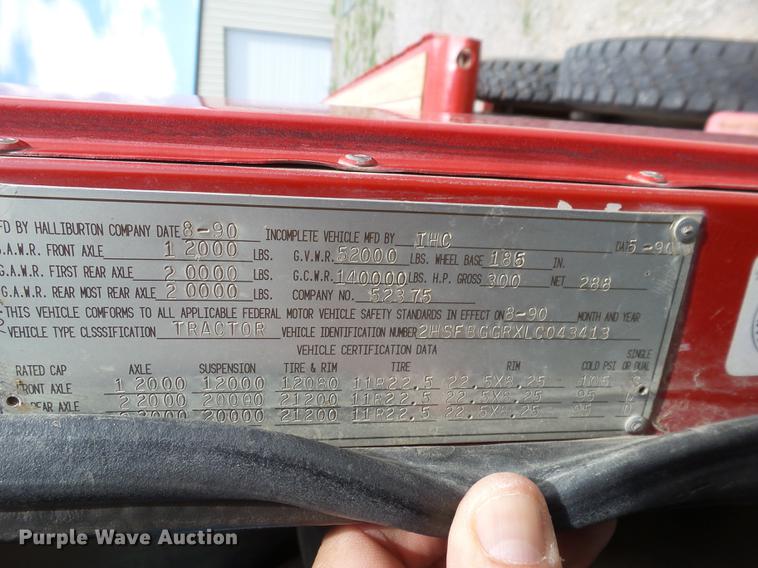 FD BY HALLIBURTON COMPANY DATE 8-90 INCOMPLETE VEHICLE MFD BY IHC DAT 5-90
G.A.W.R. FRONT AXLE 12000 LBS. G.V.W.R. 52000 LBS. WHEEL BASE 185 IN.
G.A.W.R. FIRST REAR AXLE 20000 LBS. G.C.W.R. 140000 LBS. H.P. GROSS 300 NET 288
G.A.W.R. REAR MOST REAR AXLE 20000 LBS. COMPANY NO. 52375
THIS VEHICLE CONFORMS TO ALL APPLICABLE FEDERAL MOTOR VEHICLE SAFETY STANDARDS IN EFFECT ON 8-90 MONTH AND YEAR
VEHICLE TYPE CLSSSIFICATION TRACTOR VEHICLE IDENTIFICATION NUMBER 2HSFBGGRXLC043413
VEHICLE CERTIFICATION DATA
SINGLE
RATED CAP AXLE SUSPENSION TIRE & RIM TIRE RIM COLD PSI OR DUAL
FRONT AXLE 12000 12000 12080 11R22.5 22.5X8.25 105 S
REAR AXLE 22000 20000 21200 11R22.5 22.5X8.25 95 D
20000 21200 11R22.5 22.5X8.25 95 D
Purple Wave Auction